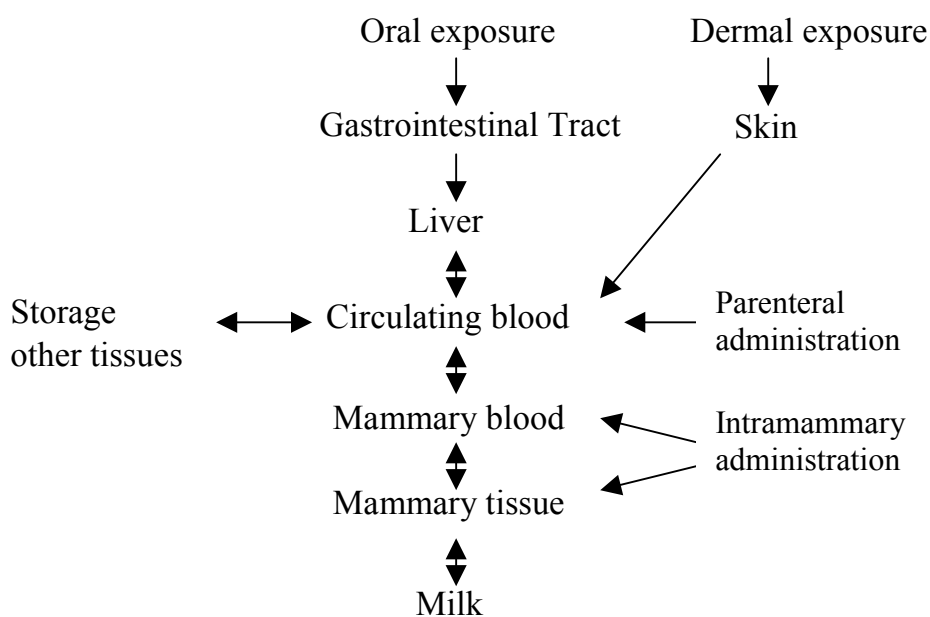 Oral exposure
Dermal exposure
Gastrointestinal Tract
Skin
Liver
Storage
other tissues
Circulating blood
Parenteral
administration
Mammary blood
Intramammary
administration
Mammary tissue
Milk